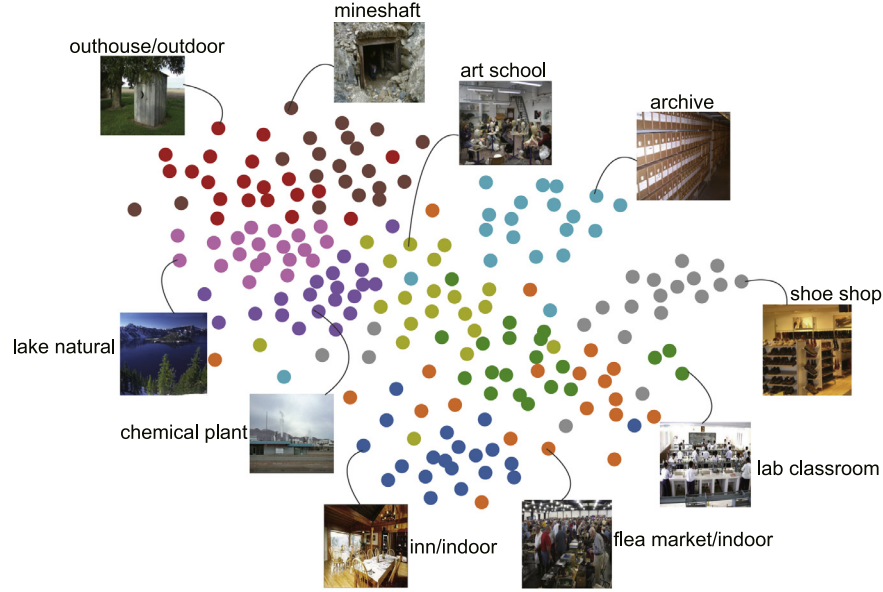 mineshaft
outhouse/outdoor
art school
archive
shoe shop
lake natural
chemical plant
lab classroom
inn/indoor
flea market/indoor